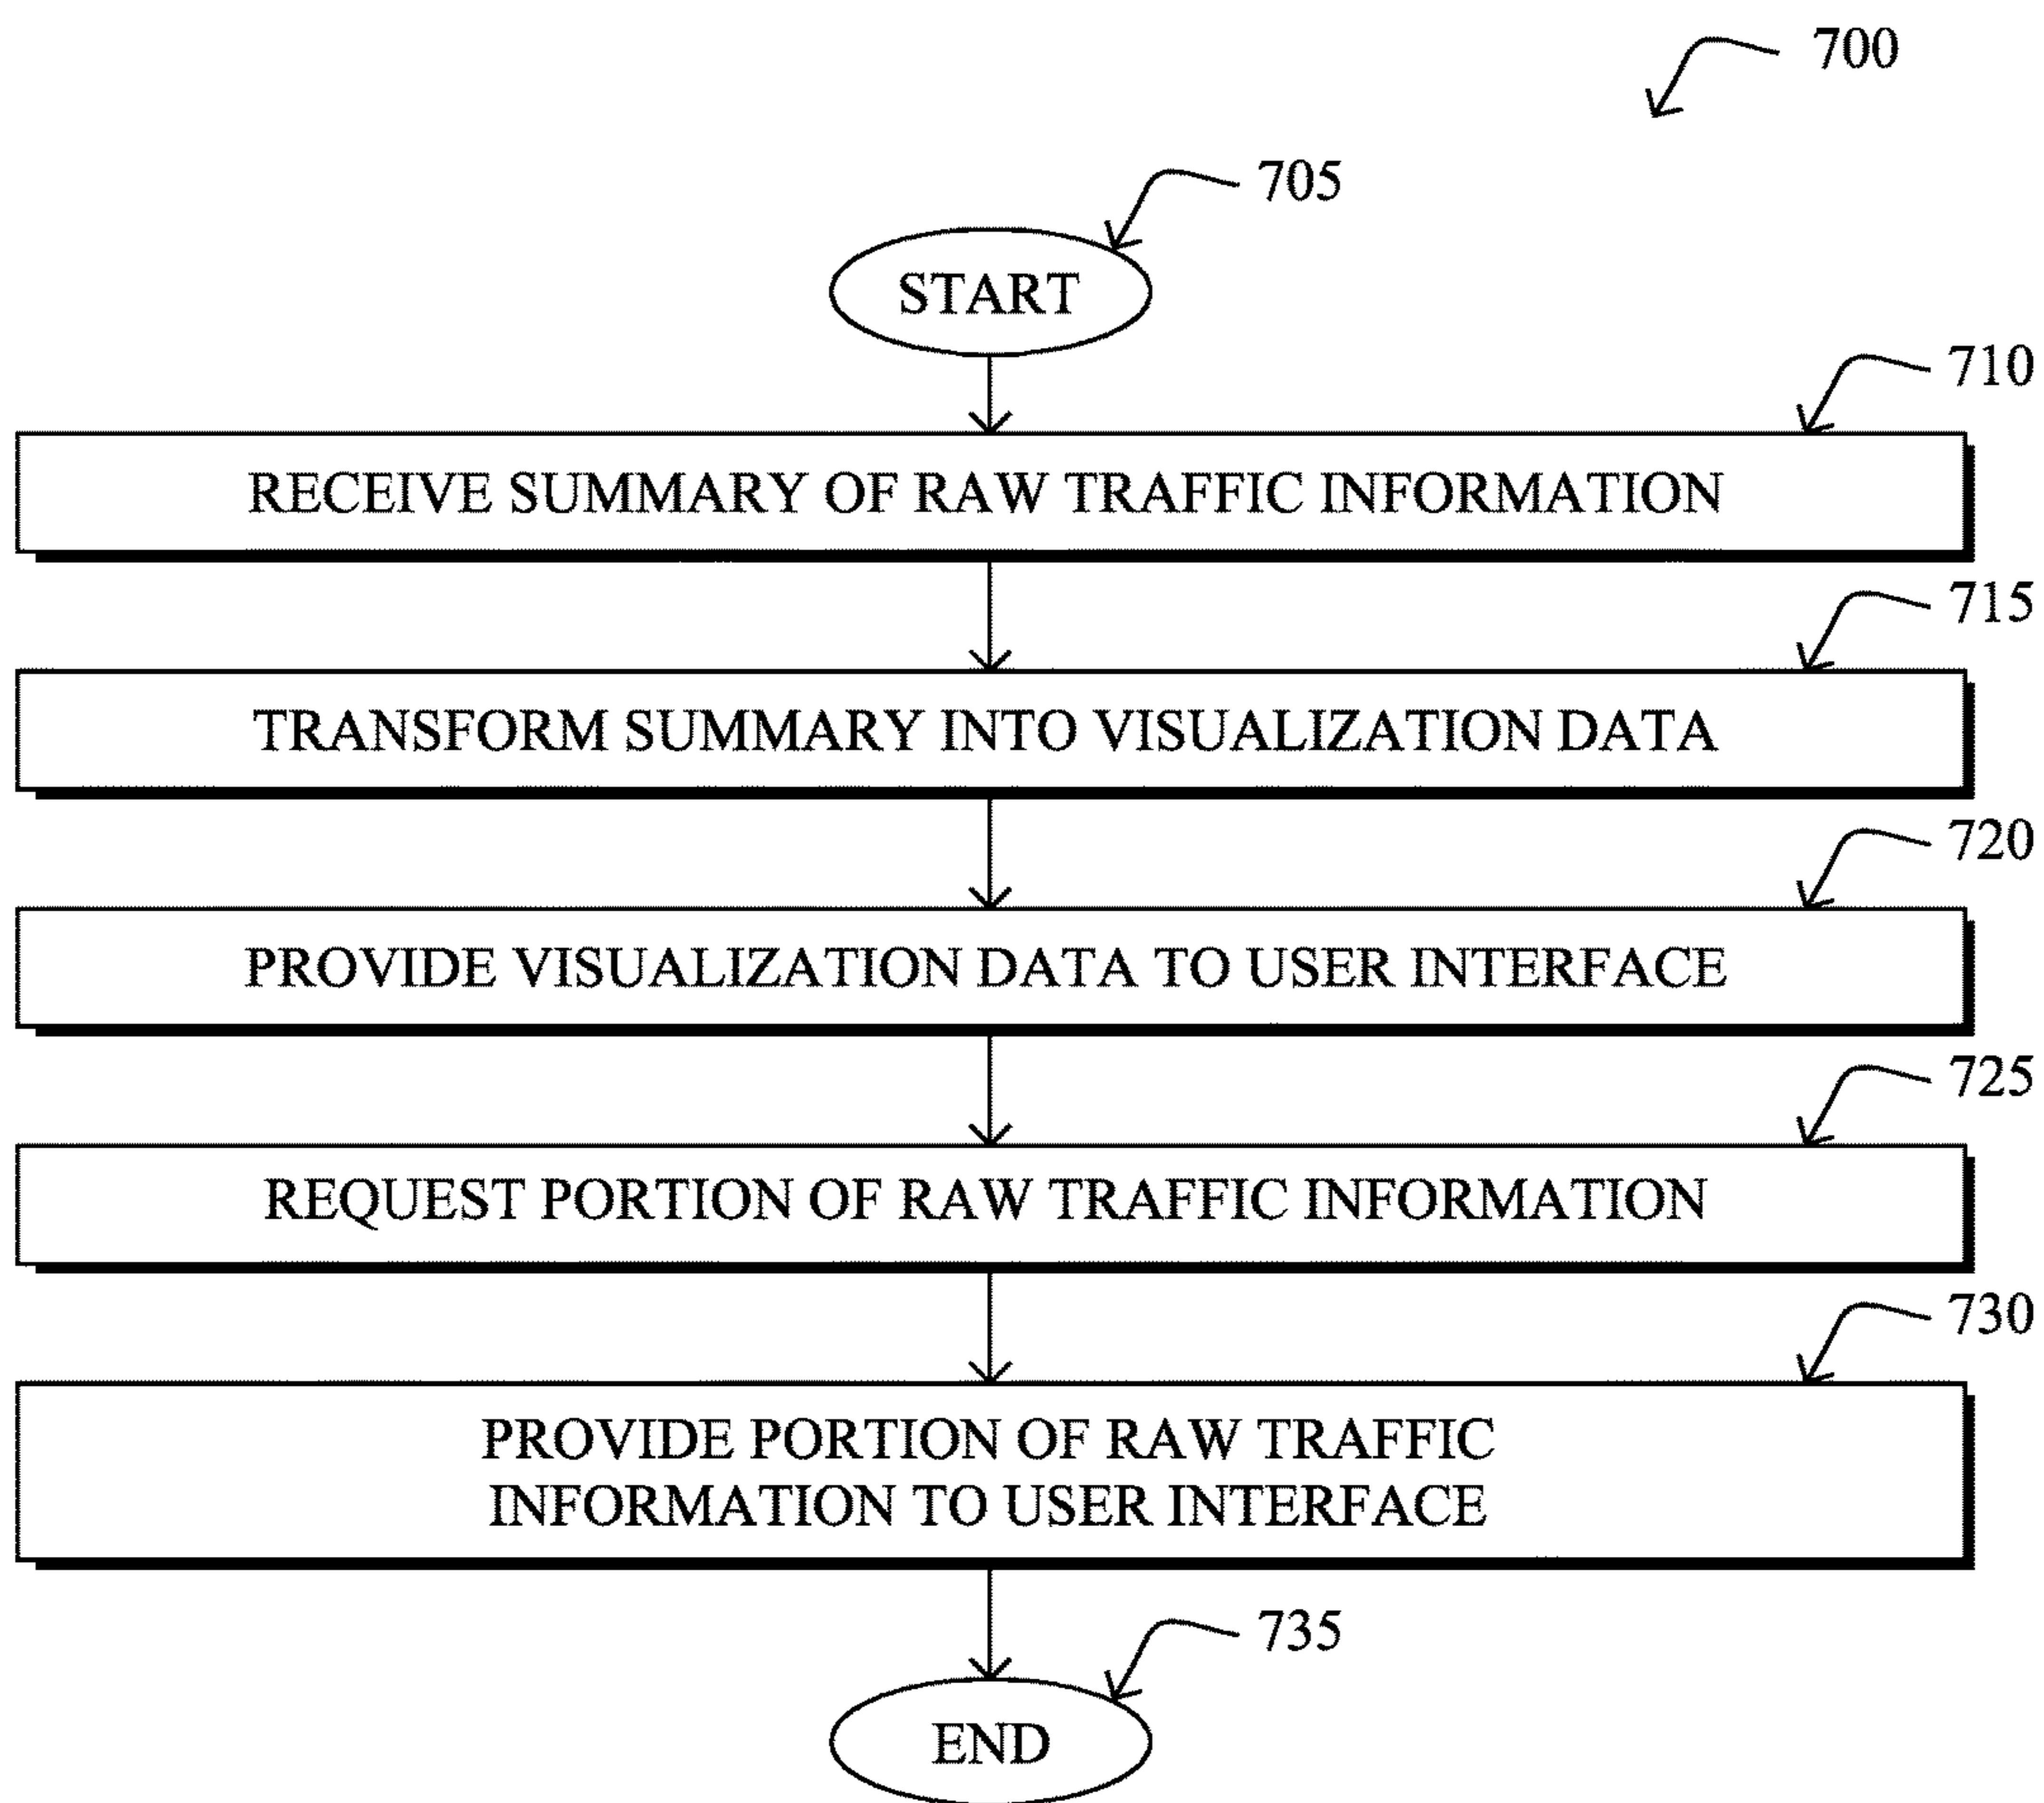 700
705
START
710
RECEIVE SUMMARY OF RAW TRAFFIC INFORMATION
715
TRANSFORM SUMMARY INTO VISUALIZATION DATA
720
PROVIDE VISUALIZATION DATA TO USER INTERFACE
725
REQUEST PORTION OF RAW TRAFFIC INFORMATION
730
PROVIDE PORTION OF RAW TRAFFIC
INFORMATION TO USER INTERFACE
735
END